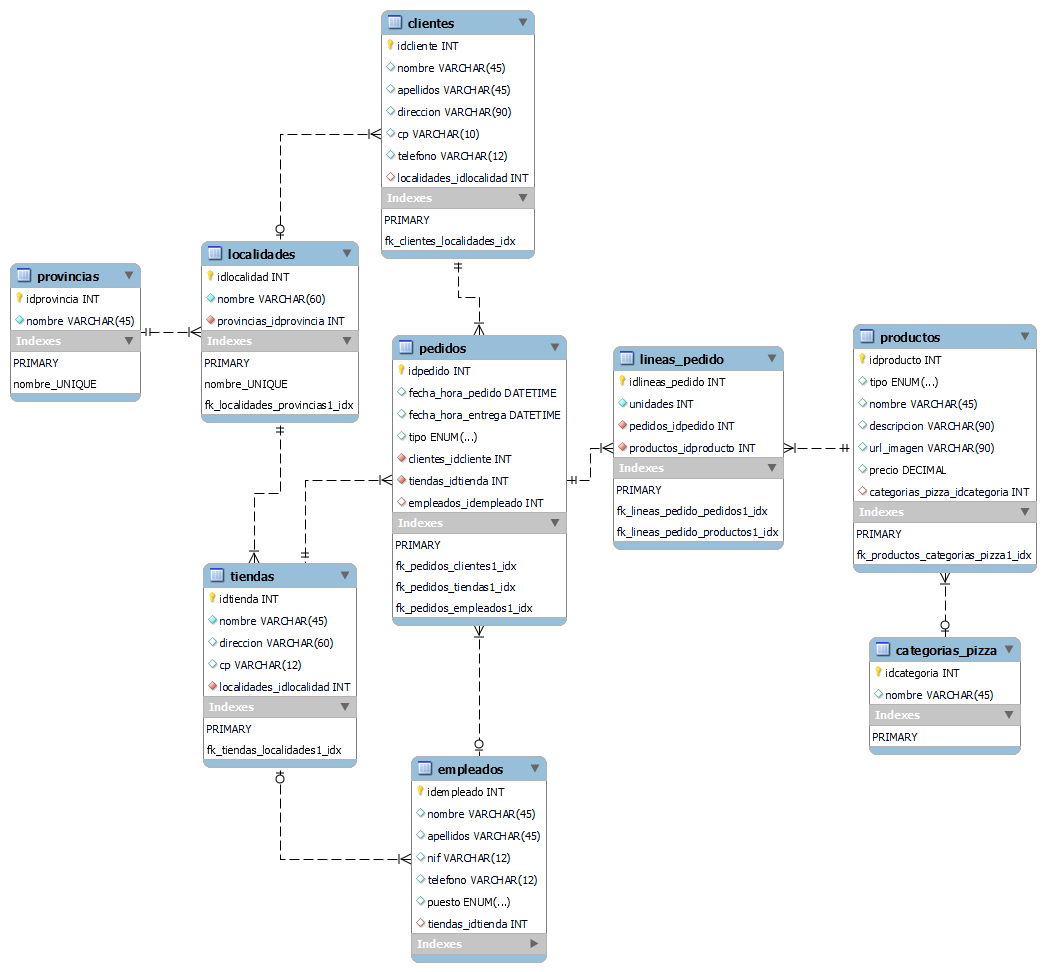 clientes
idcliente INT
nombre VARCHAR(45)
apellidos VARCHAR(45)
direccion VARCHAR(90)
cp VARCHAR(10)
telefono VARCHAR(12)
localidades_idlocalidad INT
Indexes
PRIMARY
fk_clientes_localidades_idx
provincias
idprovincia INT
nombre VARCHAR(45)
Indexes
PRIMARY
nombre_UNIQUE
localidades
idlocalidad INT
nombre VARCHAR(60)
provincias_idprovincia INT
Indexes
PRIMARY
nombre_UNIQUE
fk_localidades_provincias1_idx
pedidos
idpedido INT
fecha_hora_pedido DATETIME
fecha_hora_entrega DATETIME
tipo ENUM(...)
clientes_idcliente INT
tiendas_idtienda INT
empleados_idempleado INT
Indexes
PRIMARY
fk_pedidos_clientes1_idx
fk_pedidos_tiendas1_idx
fk_pedidos_empleados1_idx
lineas_pedido
idlineas_pedido INT
unidades INT
pedidos_idpedido INT
productos_idproducto INT
Indexes
PRIMARY
fk_lineas_pedido_pedidos1_idx
fk_lineas_pedido_productos1_idx
productos
idproducto INT
tipo ENUM(...)
nombre VARCHAR(45)
descripcion VARCHAR(90)
url_imagen VARCHAR(90)
precio DECIMAL
categorias_pizza_idcategoria INT
Indexes
PRIMARY
fk_productos_categorias_pizza1_idx
tiendas
idtienda INT
nombre VARCHAR(45)
direccion VARCHAR(60)
cp VARCHAR(12)
localidades_idlocalidad INT
Indexes
PRIMARY
fk_tiendas_localidades1_idx
categorias_pizza
idcategoria INT
nombre VARCHAR(45)
Indexes
PRIMARY
empleados
idempleado INT
nombre VARCHAR(45)
apellidos VARCHAR(45)
nif VARCHAR(12)
telefono VARCHAR(12)
puesto ENUM(...)
tiendas_idtienda INT
Indexes